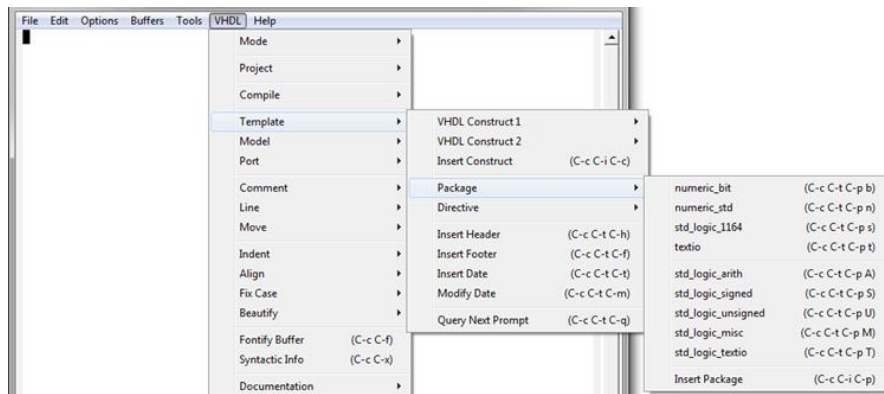 File Edit Options Buffers Tools VHDL Help
Mode
Project
Compile
Template
Model
Port
Comment
Line
Move
Indent
Align
Fix Case
Beautify
Fontify Buffer (C-c C-f)
Syntactic Info (C-c C-x)
Documentation
VHDL Construct 1
VHDL Construct 2
Insert Construct (C-c C-i C-c)
Package
Directive
Insert Header (C-c C-t C-h)
Insert Footer (C-c C-t C-f)
Insert Date (C-c C-t C-t)
Modify Date (C-c C-t C-m)
Query Next Prompt (C-c C-t C-q)
numeric_bit (C-c C-t C-p b)
numeric_std (C-c C-t C-p n)
std_logic_1164 (C-c C-t C-p s)
textio (C-c C-t C-p t)
std_logic_arith (C-c C-t C-p A)
std_logic_signed (C-c C-t C-p S)
std_logic_unsigned (C-c C-t C-p U)
std_logic_misc (C-c C-t C-p M)
std_logic_textio (C-c C-t C-p T)
Insert Package (C-c C-i C-p)